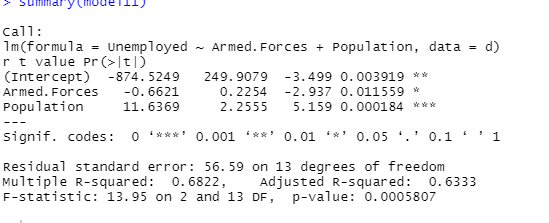 > summary(model11)
Call:
lm(formula = Unemployed ~ Armed.Forces + Population, data = d)
r t value Pr(>|t|)
(Intercept) -874.5249 249.9079 -3.499 0.003919 **
Armed.Forces -0.6621 0.2254 -2.937 0.011559 *
Population 11.6369 2.2555 5.159 0.000184 ***
---
Signif. codes: 0 ‘***’ 0.001 ‘**’ 0.01 ‘*’ 0.05 ‘.’ 0.1 ‘ ’ 1
Residual standard error: 56.59 on 13 degrees of freedom
Multiple R-squared: 0.6822, Adjusted R-squared: 0.6333
F-statistic: 13.95 on 2 and 13 DF, p-value: 0.0005807